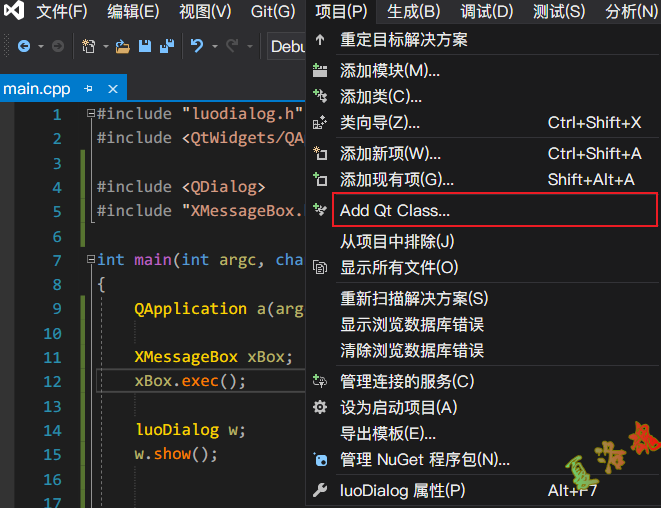 文件(F) 编辑(E) 视图(V) Git(G) 项目(P) 生成(B) 调试(D) 测试(S) 分析(N)
Debu
main.cpp
1 #include "luodialog.h"
2 #include <QtWidgets/QA
3
4 #include <QDialog>
5 #include "XMessageBox.
6
7 int main(int argc, cha
8 {
9 QApplication a(arg
10
11 XMessageBox xBox;
12 xBox.exec();
13
14 luoDialog w;
15 w.show();
16
17
重定目标解决方案
添加模块(M)...
添加类(C)...
类向导(Z)... Ctrl+Shift+X
添加新项(W)... Ctrl+Shift+A
添加现有项(G)... Shift+Alt+A
Add Qt Class...
从项目中排除(J)
显示所有文件(O)
重新扫描解决方案(S)
显示浏览数据库错误
清除浏览数据库错误
管理连接的服务(C)
设为启动项目(A)
导出模板(E)...
管理 NuGet 程序包(N)...
luoDialog 属性(P) Alt+F7